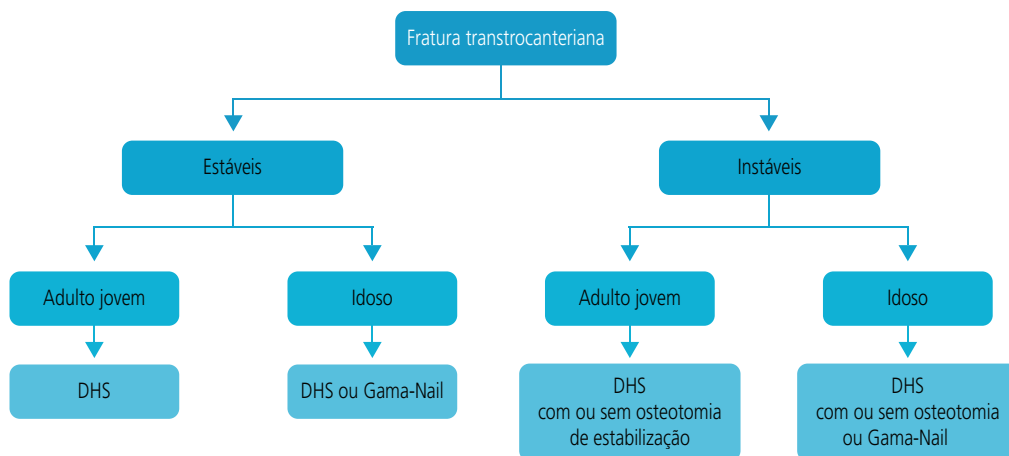 Fratura transtrocanteriana
Estáveis
Instáveis
Adulto jovem
Idoso
Adulto jovem
Idoso
DHS
DHS ou Gama-Nail
DHS
com ou sem osteotomia
de estabilização
DHS
com ou sem osteotomia
ou Gama-Nail